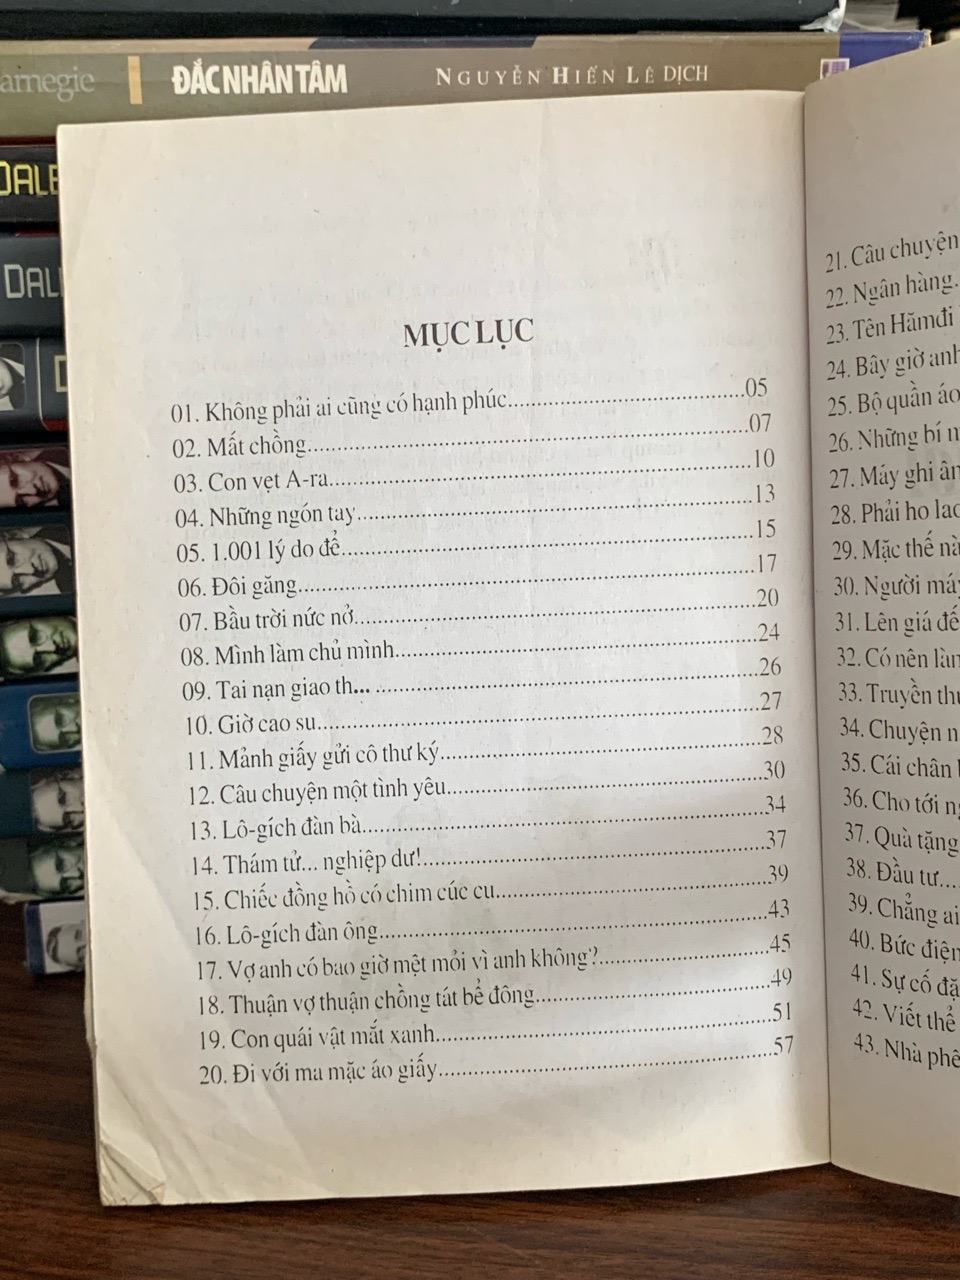 arnegie ĐẮC NHÂN TÂM NGUYỄN HIẾN LÊ DỊCH
DALE
DAL
D
MỤC LỤC
01. Không phải ai cũng có hạnh phúc...........05
02. Mất chồng...........07
03. Con vẹt A-ra...........10
04. Những ngón tay...........13
05. 1.001 lý do để...........15
06. Đôi găng...........17
07. Bầu trời nức nở...........20
08. Mình làm chủ mình...........24
09. Tai nạn giao th... ...........26
10. Giờ cao su...........27
11. Mảnh giấy gửi cô thư ký...........28
12. Câu chuyện một tình yêu...........30
13. Lô-gích đàn bà...........34
14. Thám tử... nghiệp dư!...........37
15. Chiếc đồng hồ có chim cúc cu...........39
16. Lô-gích đàn ông...........43
17. Vợ anh có bao giờ mệt mỏi vì anh không?...........45
18. Thuận vợ thuận chồng tát bể đông...........49
19. Con quái vật mắt xanh...........51
20. Đi với ma mặc áo giấy...........57
21. Câu chuyện
22. Ngân hàng.
23. Tên Hămđi
24. Bây giờ anh
25. Bộ quần áo
26. Những bí m
27. Máy ghi âm
28. Phải ho lao
29. Mặc thế nà
30. Người máy
31. Lên giá đế
32. Có nên làm
33. Truyền thu
34. Chuyện n
35. Cái chân
36. Cho tới n
37. Quà tặng
38. Đầu tư...
39. Chẳng ai
40. Bức điện
41. Sự cố đặ
42. Viết thể
43. Nhà phê